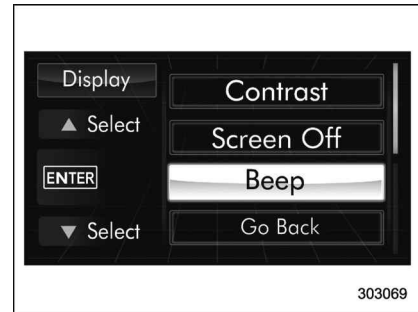 Display
▲ Select
ENTER
▼ Select
Contrast
Screen Off
Beep
Go Back
303069